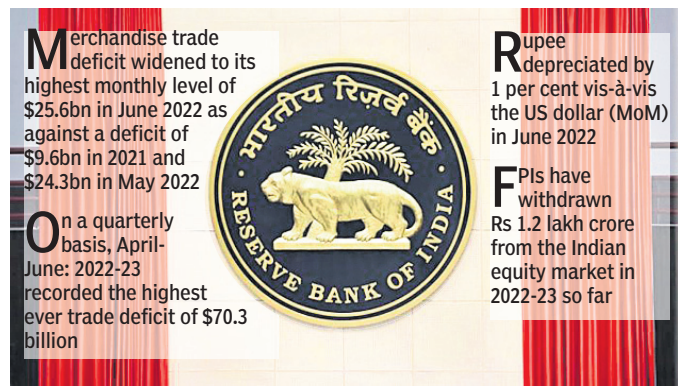 Merchandise trade
deficit widened to its
highest monthly level of
$25.6bn in June 2022 as
against a deficit of
$9.6bn in 2021 and
$24.3bn in May 2022
On a quarterly
basis, April-
June: 2022-23
recorded the highest
ever trade deficit of $70.3
billion
भारतीय रिज़र्व बैंक
RESERVE BANK OF INDIA
Rupee
depreciated by
1 per cent vis-à-vis
the US dollar (MoM)
in June 2022
FPIs have
withdrawn
Rs 1.2 lakh crore
from the Indian
equity market in
2022-23 so far